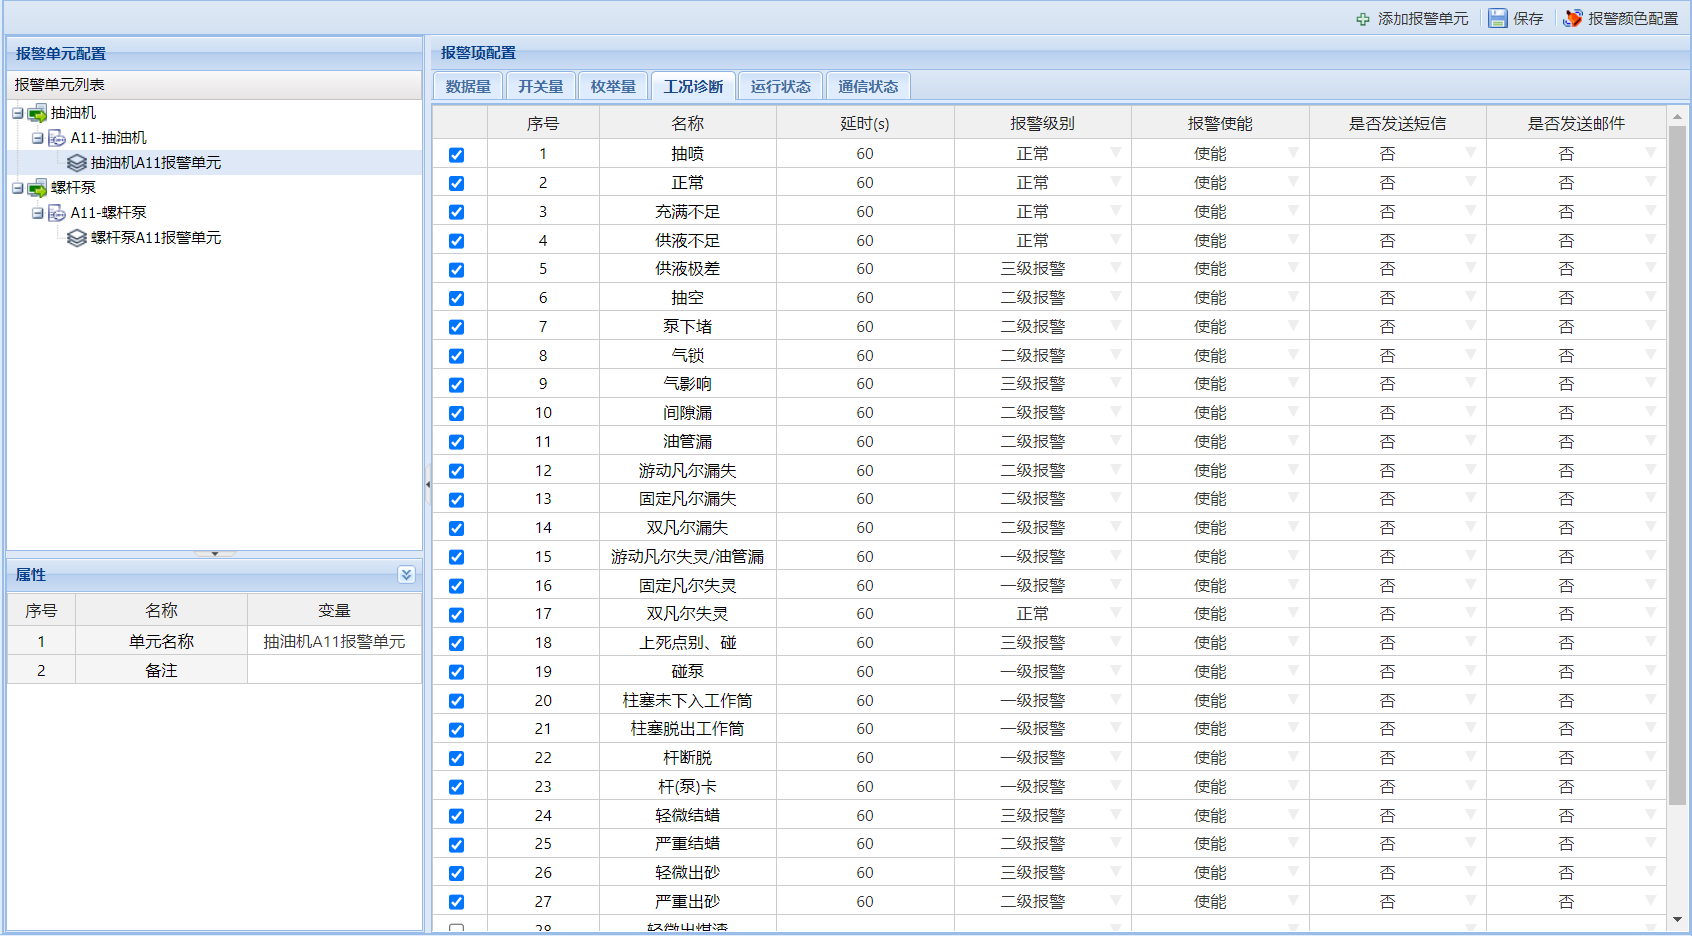 添加报警单元 保存 报警颜色配置
报警单元配置
报警单元列表
抽油机
A11-抽油机
抽油机A11报警单元
螺杆泵
A11-螺杆泵
螺杆泵A11报警单元
属性
序号 名称 变量
1 单元名称 抽油机A11报警单元
2 备注
报警项配置
数据量 开关量 枚举量 工况诊断 运行状态 通信状态
序号 名称 延时(s) 报警级别 报警使能 是否发送短信 是否发送邮件
1 抽喷 60 正常 使能 否 否
2 正常 60 正常 使能 否 否
3 充满不足 60 正常 使能 否 否
4 供液不足 60 正常 使能 否 否
5 供液极差 60 三级报警 使能 否 否
6 抽空 60 二级报警 使能 否 否
7 泵下堵 60 二级报警 使能 否 否
8 气锁 60 二级报警 使能 否 否
9 气影响 60 三级报警 使能 否 否
10 间隙漏 60 二级报警 使能 否 否
11 油管漏 60 二级报警 使能 否 否
12 游动凡尔漏失 60 二级报警 使能 否 否
13 固定凡尔漏失 60 二级报警 使能 否 否
14 双凡尔漏失 60 二级报警 使能 否 否
15 游动凡尔失灵/油管漏 60 一级报警 使能 否 否
16 固定凡尔失灵 60 一级报警 使能 否 否
17 双凡尔失灵 60 正常 使能 否 否
18 上死点别、碰 60 三级报警 使能 否 否
19 碰泵 60 一级报警 使能 否 否
20 柱塞未下入工作筒 60 一级报警 使能 否 否
21 柱塞脱出工作筒 60 一级报警 使能 否 否
22 杆断脱 60 一级报警 使能 否 否
23 杆(泵)卡 60 一级报警 使能 否 否
24 轻微结蜡 60 三级报警 使能 否 否
25 严重结蜡 60 二级报警 使能 否 否
26 轻微出砂 60 三级报警 使能 否 否
27 严重出砂 60 二级报警 使能 否 否
28 轻微出煤渣